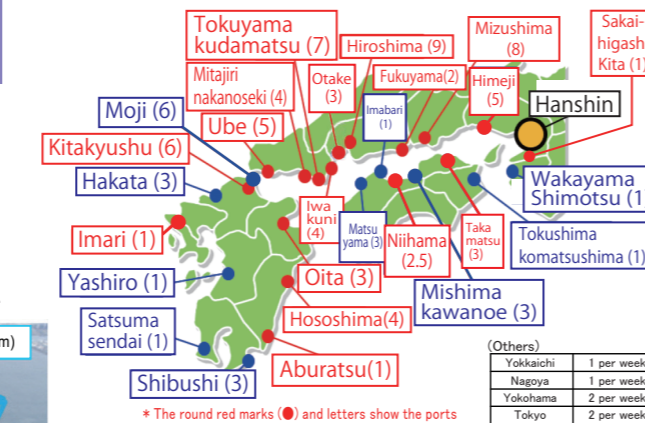 Tokuyama
kudamatsu (7)
Hiroshima (9)
Mizushima
(8)
Sakai-
higash
Kita (1)
Mitajiri
nakanoseki (4)
Otake
(3)
Fukuyama(2)
Himeji
(5)
Moji (6)
Imabari
(1)
Hanshin
Ube (5)
Kitakyushu (6)
Hakata (3)
Wakayama
Shimotsu (1
Iwa
kuni
(4)
Matsu
yama (3)
Niihama
(2.5)
Taka
matsu
(3)
Tokushima
komatsushima (1)
Imari (1)
Yashiro (1)
Oita (3)
Mishima
kawanoe (3)
Satsuma
sendai (1)
Hososhima(4)
Shibushi (3)
Aburatsu(1)
m)
(Others)
Yokkaichi 1 per week
Nagoya 1 per week
Yokohama 2 per week
Tokyo 2 per week
* The round red marks (●) and letters show the ports